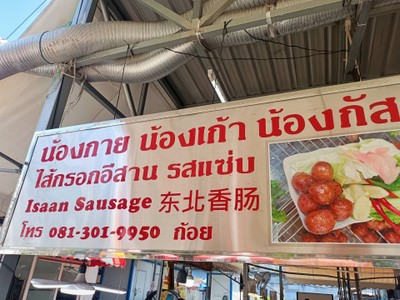 น้องกาย น้องเก้า น้องกัส
ไส้กรอกอีสาน รสแซ่บ
Isaan Sausage 东北香肠
โทร 081-301-9950 ก้อย